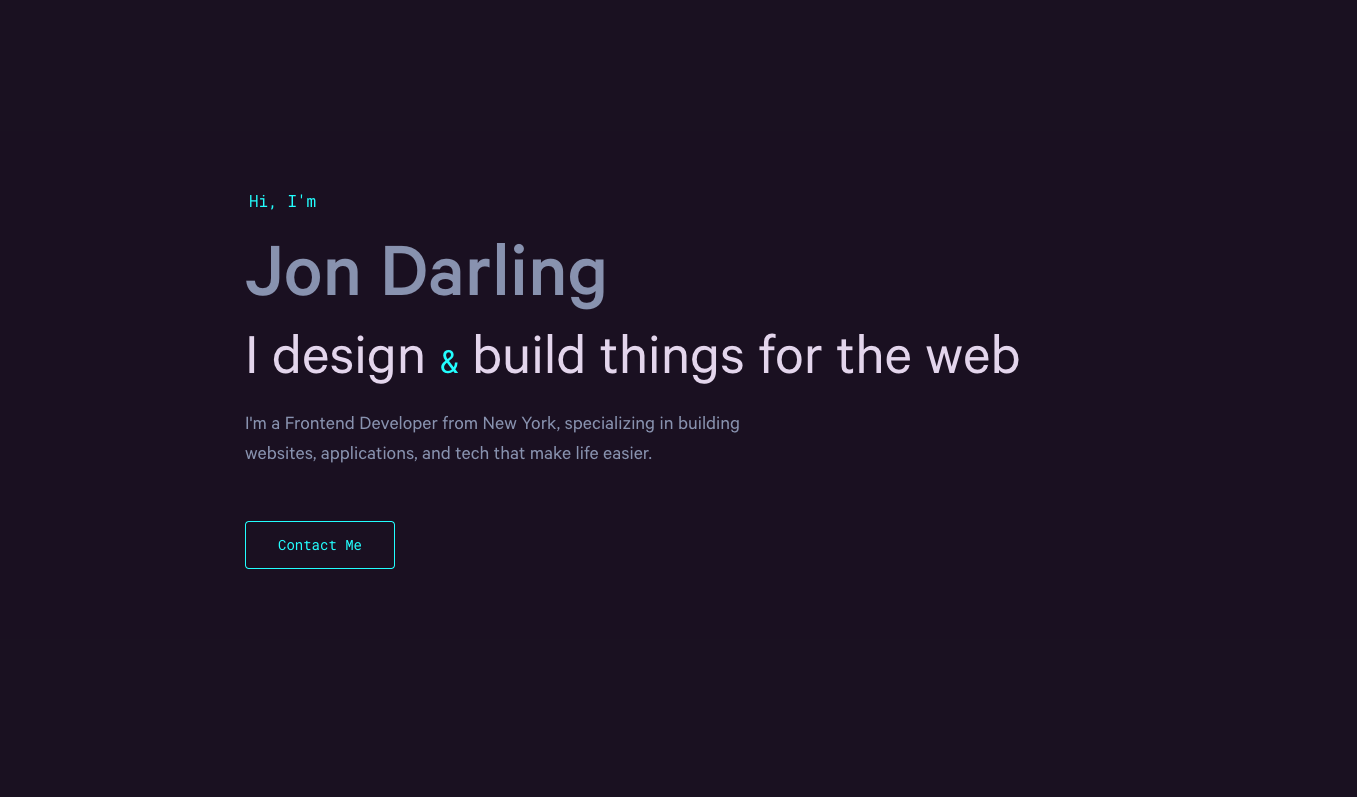 Hi, I'm
Jon Darling
I design & build things for the web
I'm a Frontend Developer from New York, specializing in building
websites, applications, and tech that make life easier.
Contact Me